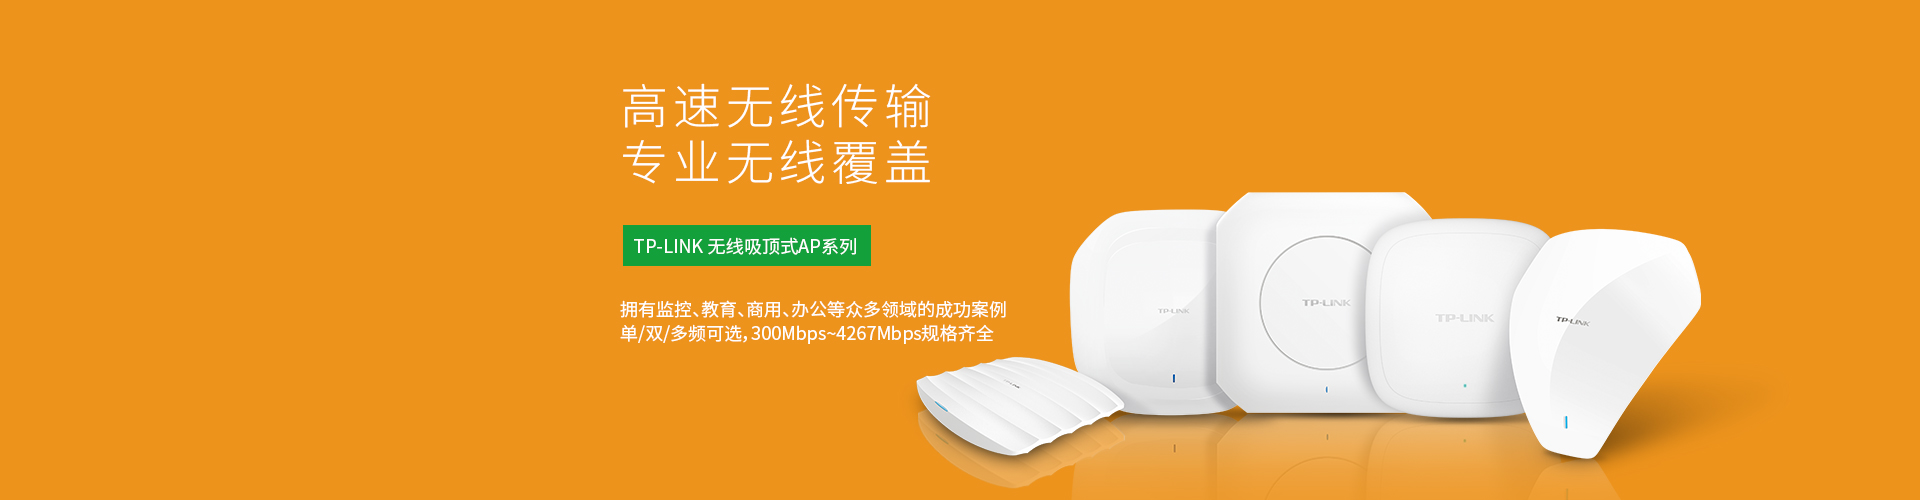 高速无线传输
专业无线覆盖
TP-LINK 无线吸顶式AP系列
拥有监控、教育、商用、办公等众多领域的成功案例
单/双/多频可选，300Mbps~4267Mbps规格齐全
TP-LINK
TP-LINK
TP-LINK
TP-LINK